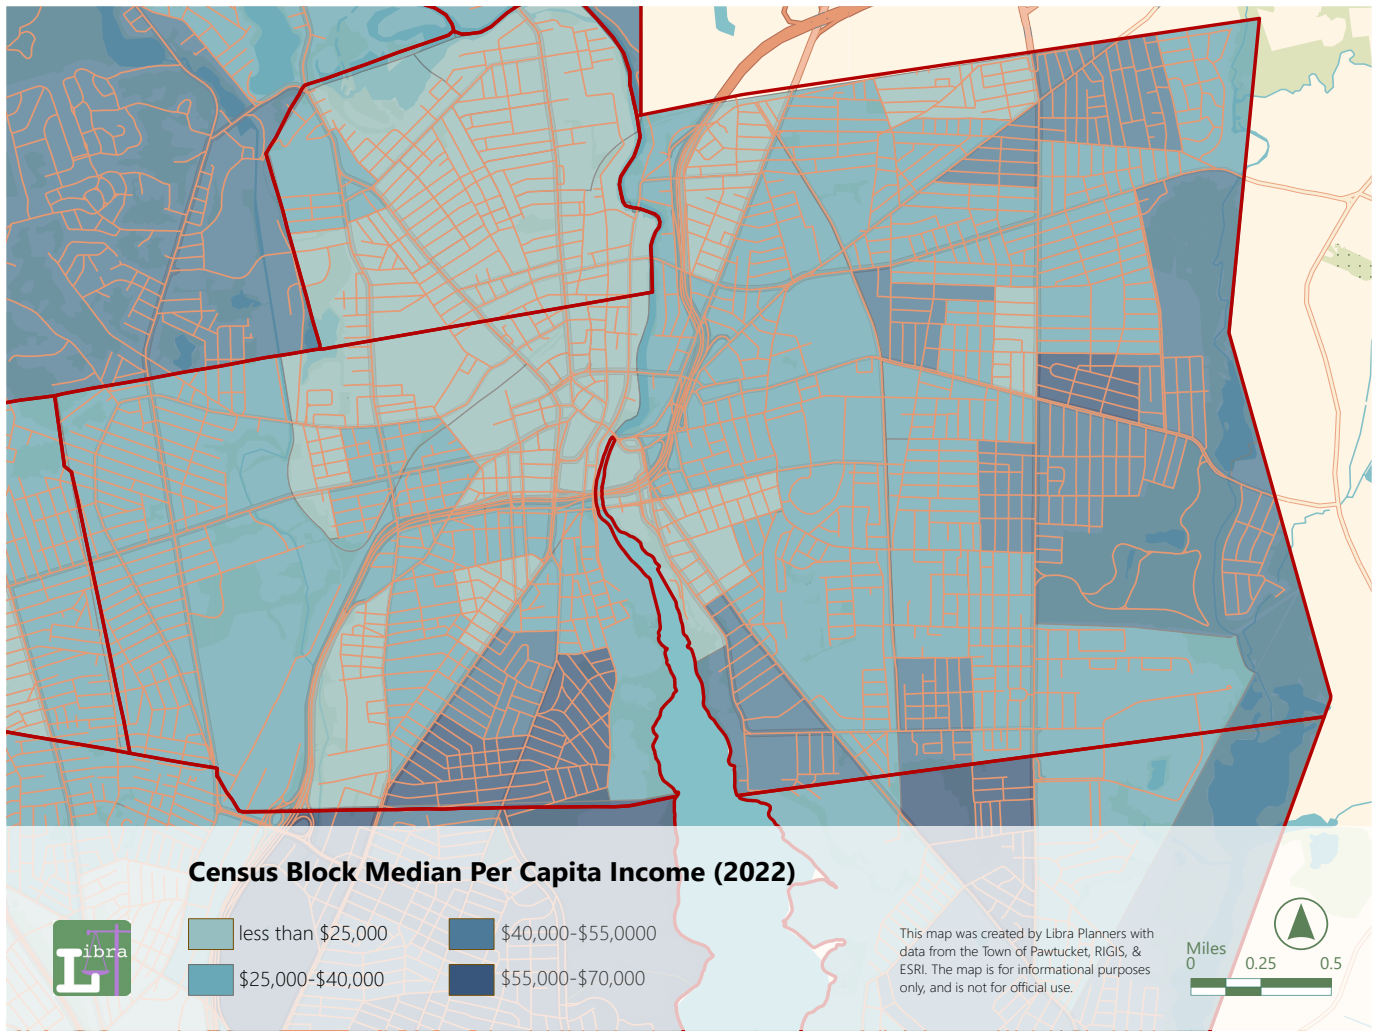 Census Block Median Per Capita Income (2022)
less than $25,000
$25,000-$40,000
$40,000-$55,0000
$55,000-$70,000
Libra
This map was created by Libra Planners with
data from the Town of Pawtucket, RIGIS, &
ESRI. The map is for informational purposes
only, and is not for official use.
Miles
0 0.25 0.5